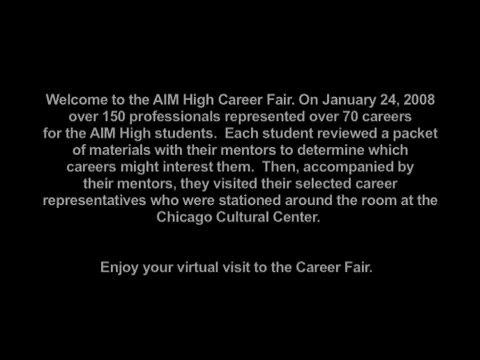 Welcome to the AIM High Career Fair. On January 24, 2008
over 150 professionals represented over 70 careers
for the AIM High students.  Each student reviewed a packet
of materials with their mentors to determine which
careers might interest them.  Then, accompanied by
their mentors, they visited their selected career
representatives who were stationed around the room at the
Chicago Cultural Center.
Enjoy your virtual visit to the Career Fair.